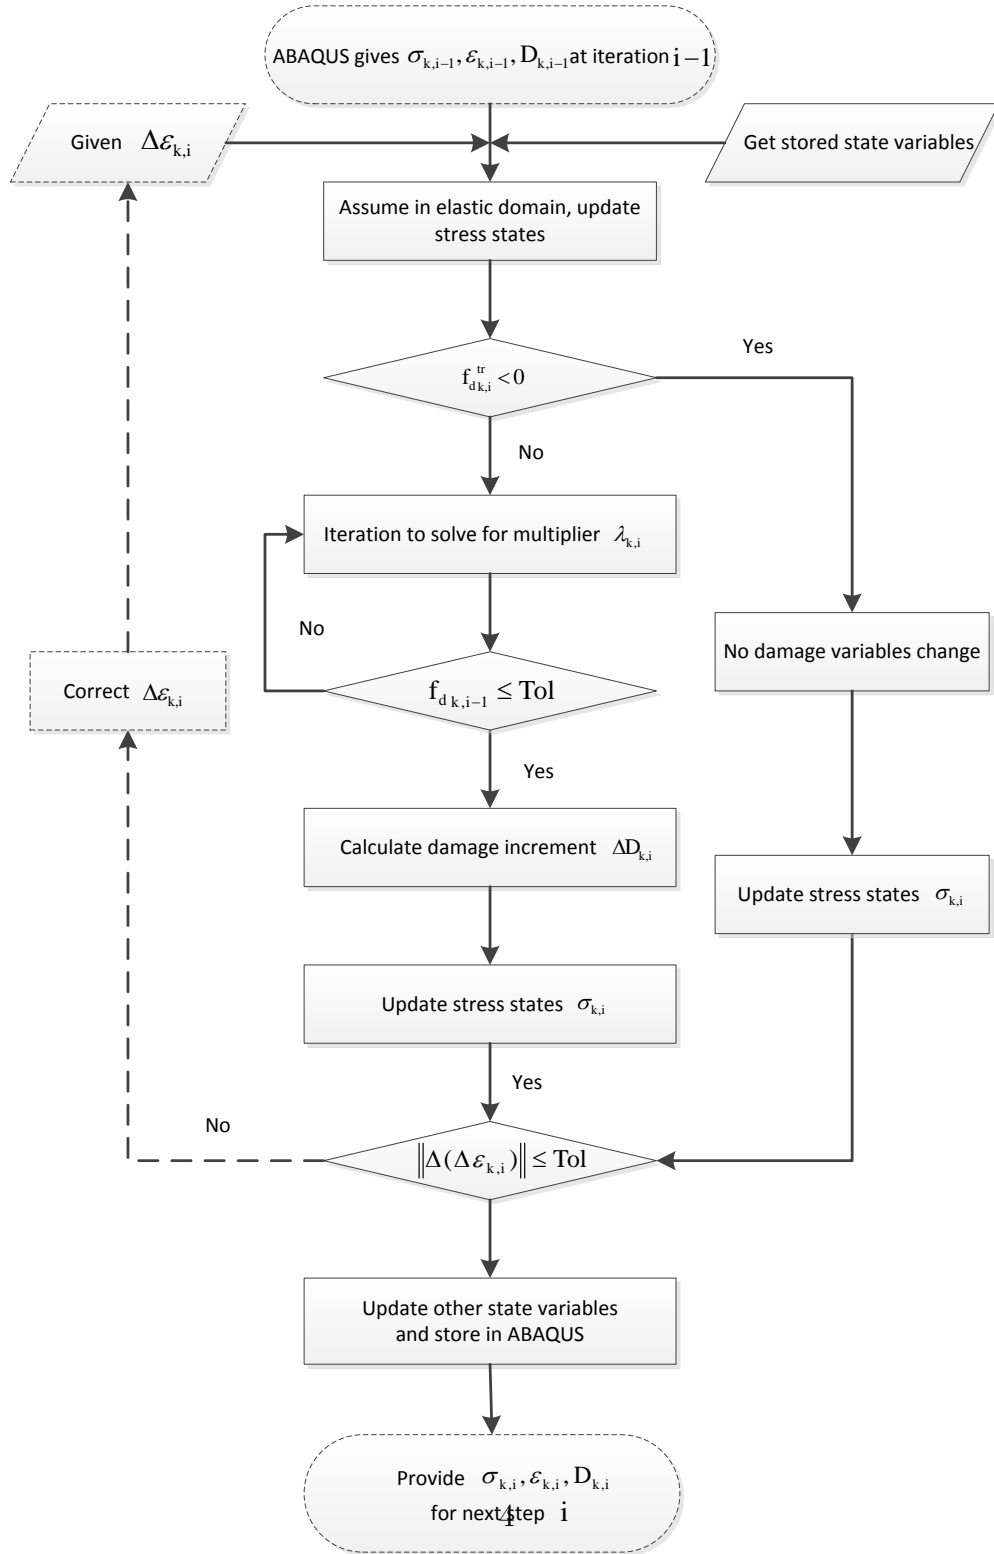 ABAQUS gives σk,i−1, εk,i−1, Dk,i−1 at iteration i−1
Given Δεk,i
Get stored state variables
Assume in elastic domain, update
stress states
Yes
f_d k,i^tr < 0
No
Iteration to solve for multiplier λk,i
No
No damage variables change
Correct Δεk,i
f_d k,i−1 ≤ Tol
Yes
Calculate damage increment ΔDk,i
Update stress states σk,i
Update stress states σk,i
Yes
No
‖Δ(Δεk,i)‖ ≤ Tol
Update other state variables
and store in ABAQUS
Provide σk,i, εk,i, Dk,i
for next step i
4